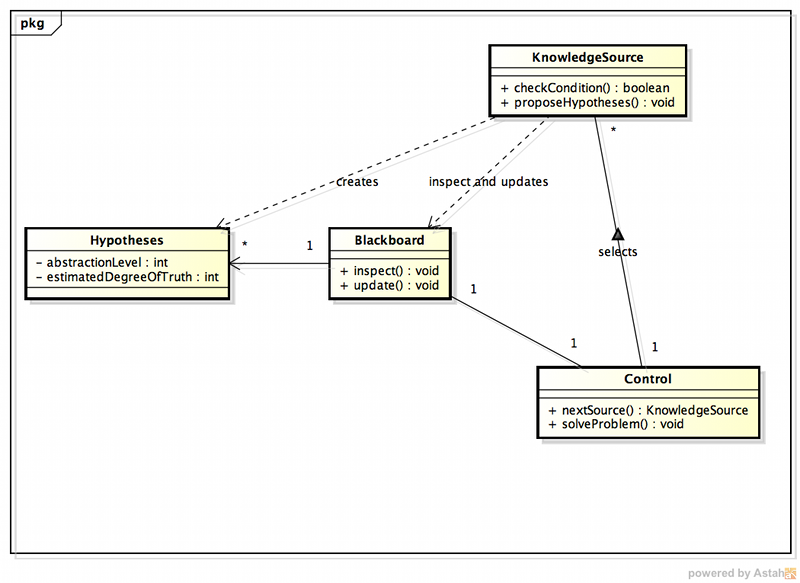 pkg
KnowledgeSource
+ checkCondition() : boolean
+ proposeHypotheses() : void
*
creates
inspect and updates
Hypotheses
- abstractionLevel : int
- estimatedDegreeOfTruth : int
*
1
Blackboard
+ inspect() : void
+ update() : void
selects
1
1
1
Control
+ nextSource() : KnowledgeSource
+ solveProblem() : void
powered by Astah